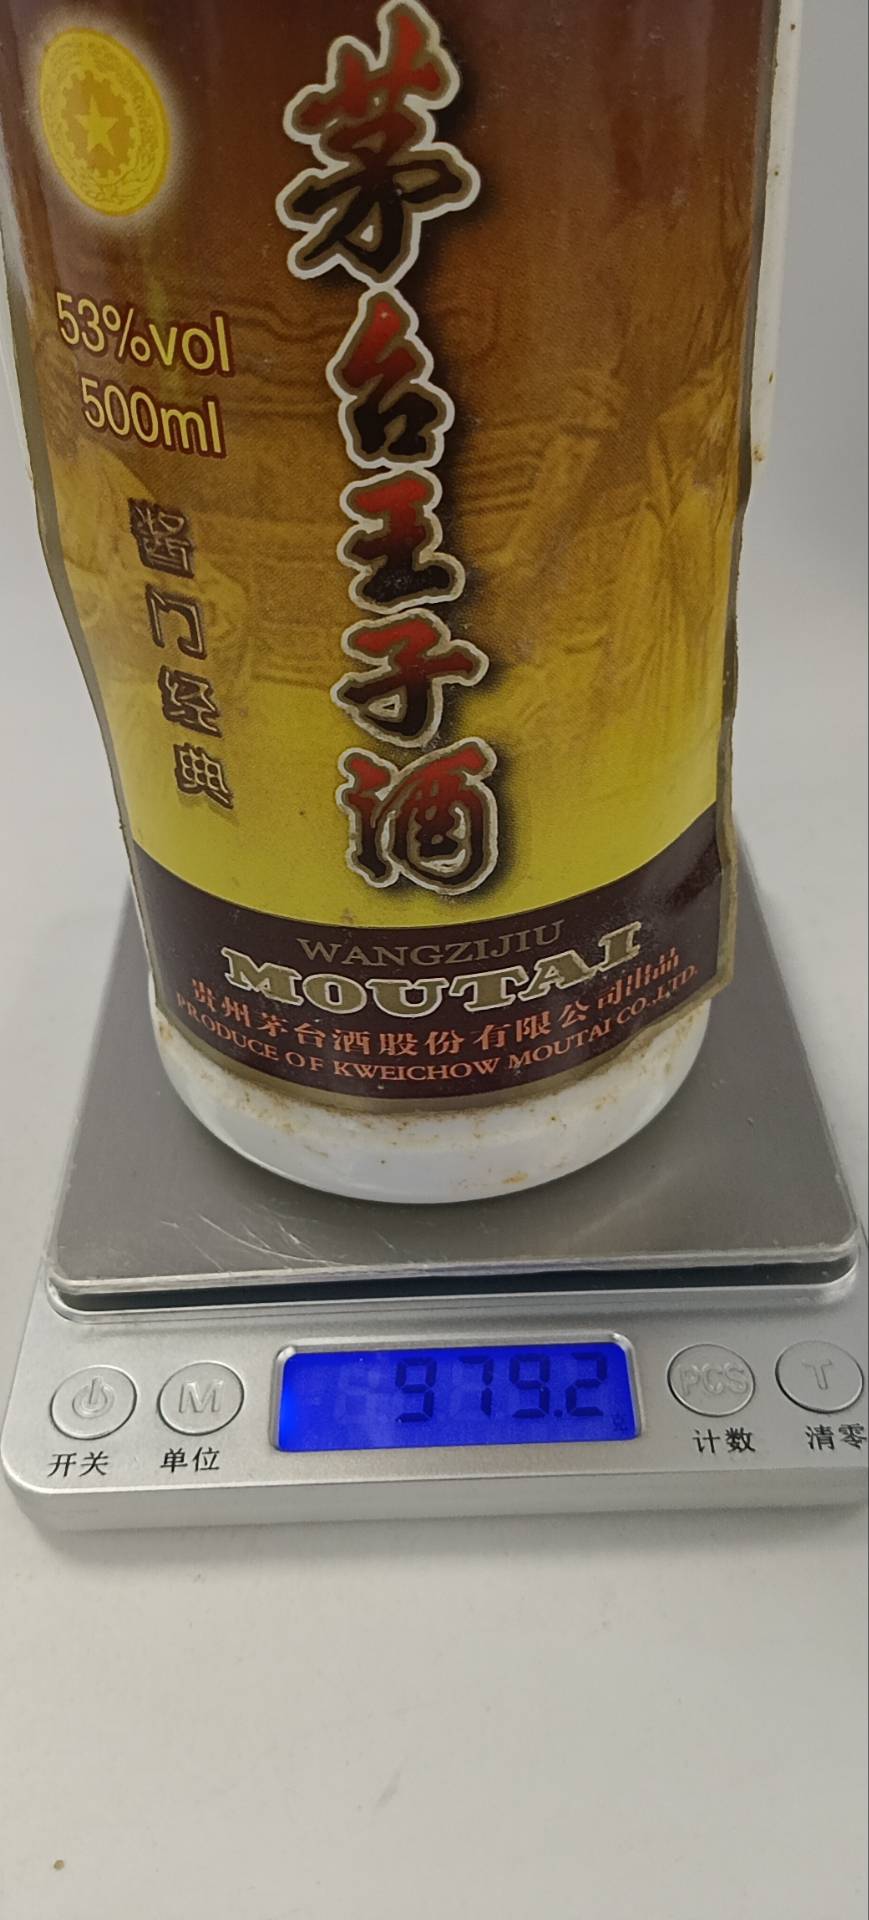 茅台王子酒
53%vol
500ml
酱门经典
WANGZIJIU
MOUTAI
贵州茅台酒股份有限公司出品
PRODUCE OF KWEICHOW MOUTAI CO.,LTD.
979.2
PCS
T
M
开关
单位
计数
清零